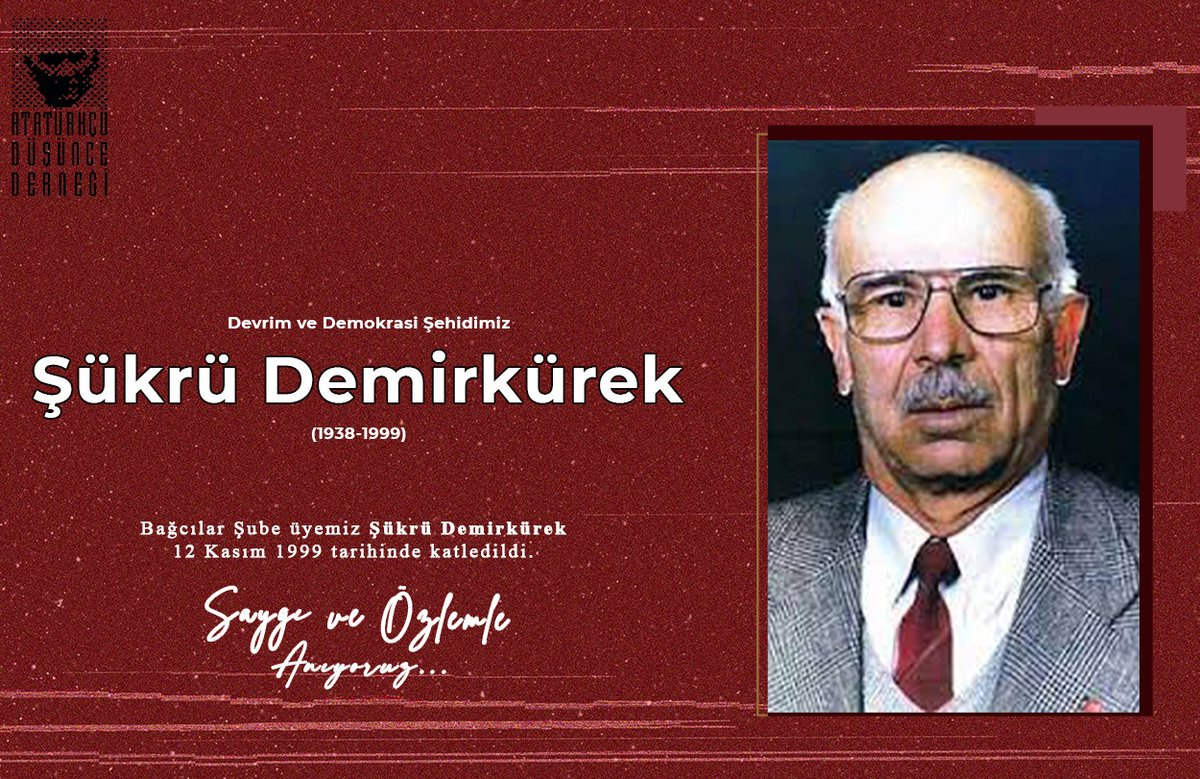 ATATÜRKÇÜ
DÜŞÜNCE
DERNEĞİ
Devrim ve Demokrasi Şehidimiz
Şükrü Demirkürek
(1938-1999)
Bağcılar Şube üyemiz Şükrü Demirkürek
12 Kasım 1999 tarihinde katledildi.
Saygı ve Özlemle
Anıyoruz...